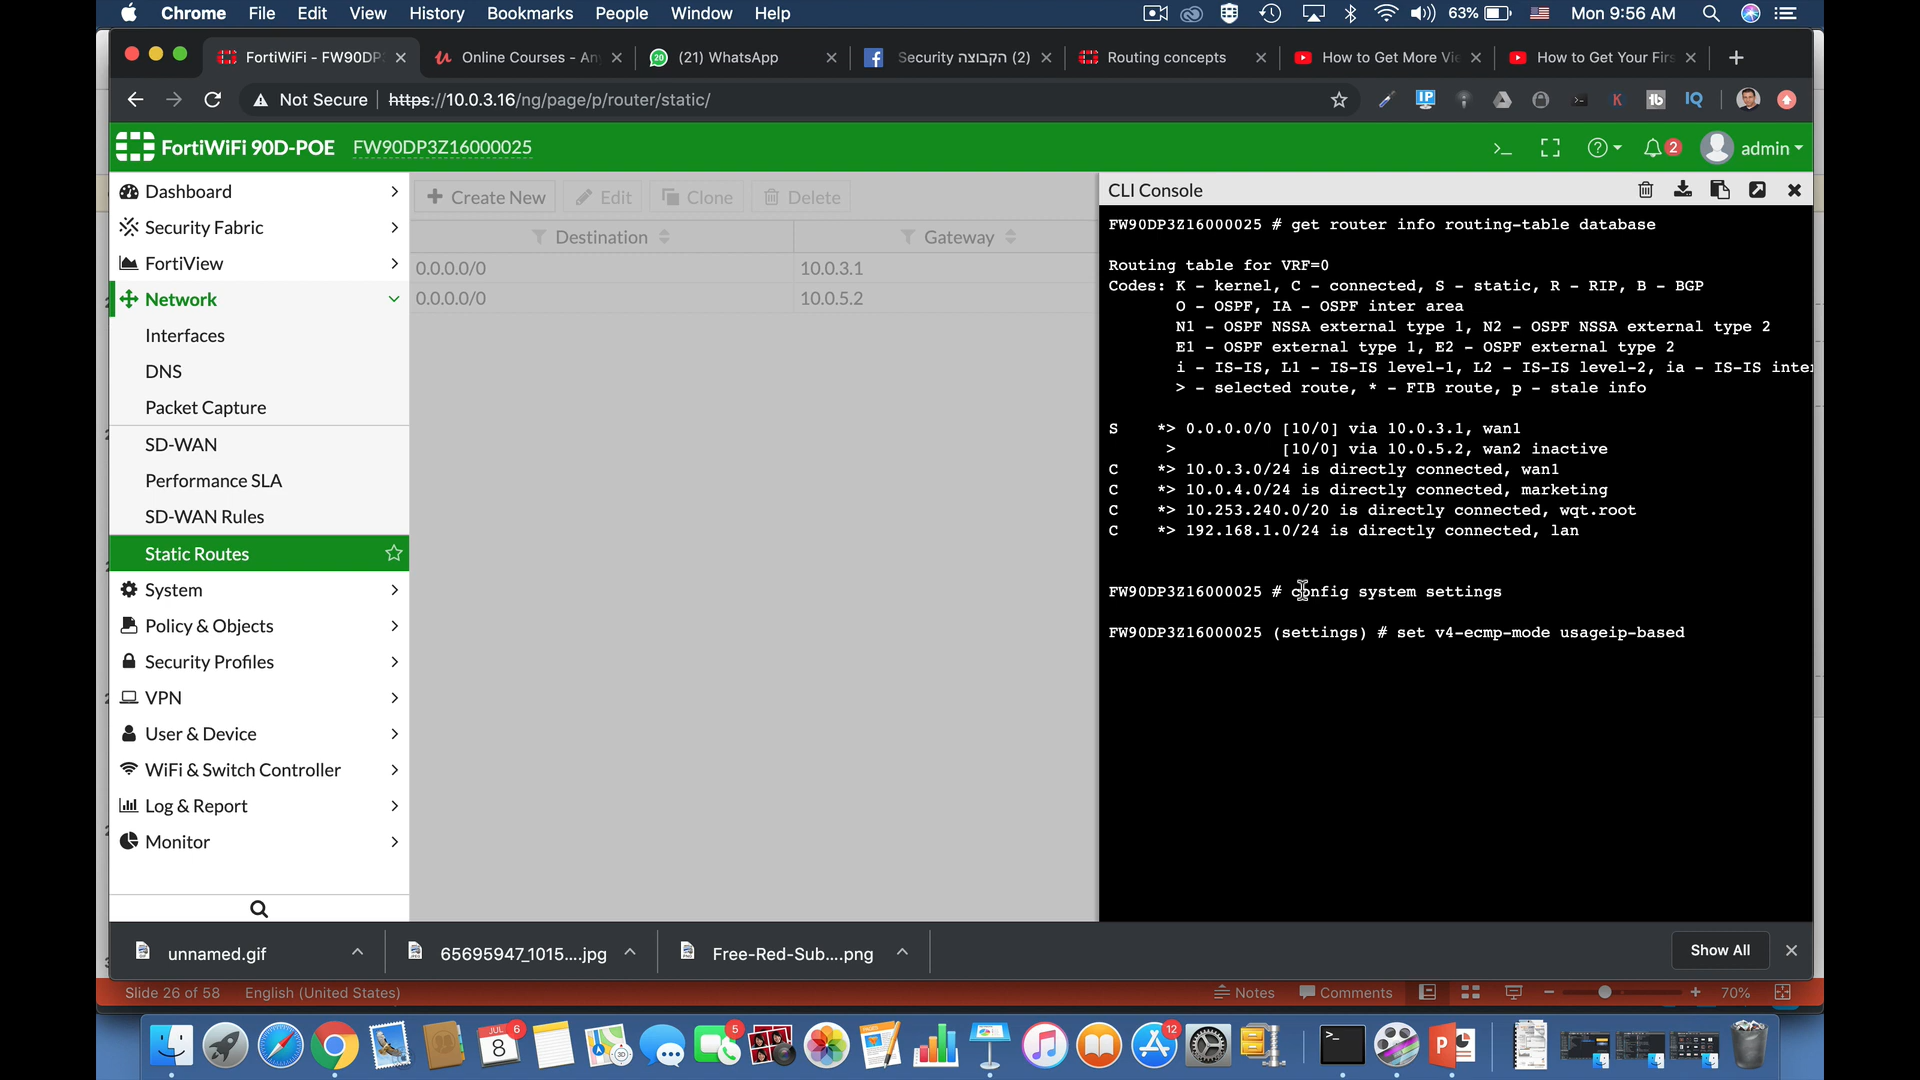 Chrome File Edit View History Bookmarks People Window Help 63% Mon 9:56 AM
FortiWiFi - FW90DP3 Online Courses - An 20 (21) WhatsApp הקבוצה Security (2) Routing concepts How to Get More Vie How to Get Your Firs
Not Secure https://10.0.3.16/ng/page/p/router/static/ IP K tb IQ
FortiWiFi 90D-POE FW90DP3Z16000025 >_ 2 admin
Dashboard
Security Fabric
FortiView
Network
Interfaces
DNS
Packet Capture
SD-WAN
Performance SLA
SD-WAN Rules
Static Routes
System
Policy & Objects
Security Profiles
VPN
User & Device
WiFi & Switch Controller
Log & Report
Monitor
Create New Edit Clone Delete
Destination Gateway
0.0.0.0/0 10.0.3.1
0.0.0.0/0 10.0.5.2
CLI Console
FW90DP3Z16000025 # get router info routing-table database
Routing table for VRF=0
Codes: K - kernel, C - connected, S - static, R - RIP, B - BGP
O - OSPF, IA - OSPF inter area
N1 - OSPF NSSA external type 1, N2 - OSPF NSSA external type 2
E1 - OSPF external type 1, E2 - OSPF external type 2
i - IS-IS, L1 - IS-IS level-1, L2 - IS-IS level-2, ia - IS-IS inter
> - selected route, * - FIB route, p - stale info
S *> 0.0.0.0/0 [10/0] via 10.0.3.1, wan1
> [10/0] via 10.0.5.2, wan2 inactive
C *> 10.0.3.0/24 is directly connected, wan1
C *> 10.0.4.0/24 is directly connected, marketing
C *> 10.253.240.0/20 is directly connected, wqt.root
C *> 192.168.1.0/24 is directly connected, lan
FW90DP3Z16000025 # config system settings
FW90DP3Z16000025 (settings) # set v4-ecmp-mode usageip-based
unnamed.gif 65695947_1015....jpg Free-Red-Sub....png Show All
Slide 26 of 58 English (United States) Notes Comments 70%
JUL 8 6 3D 5 12 >_ P